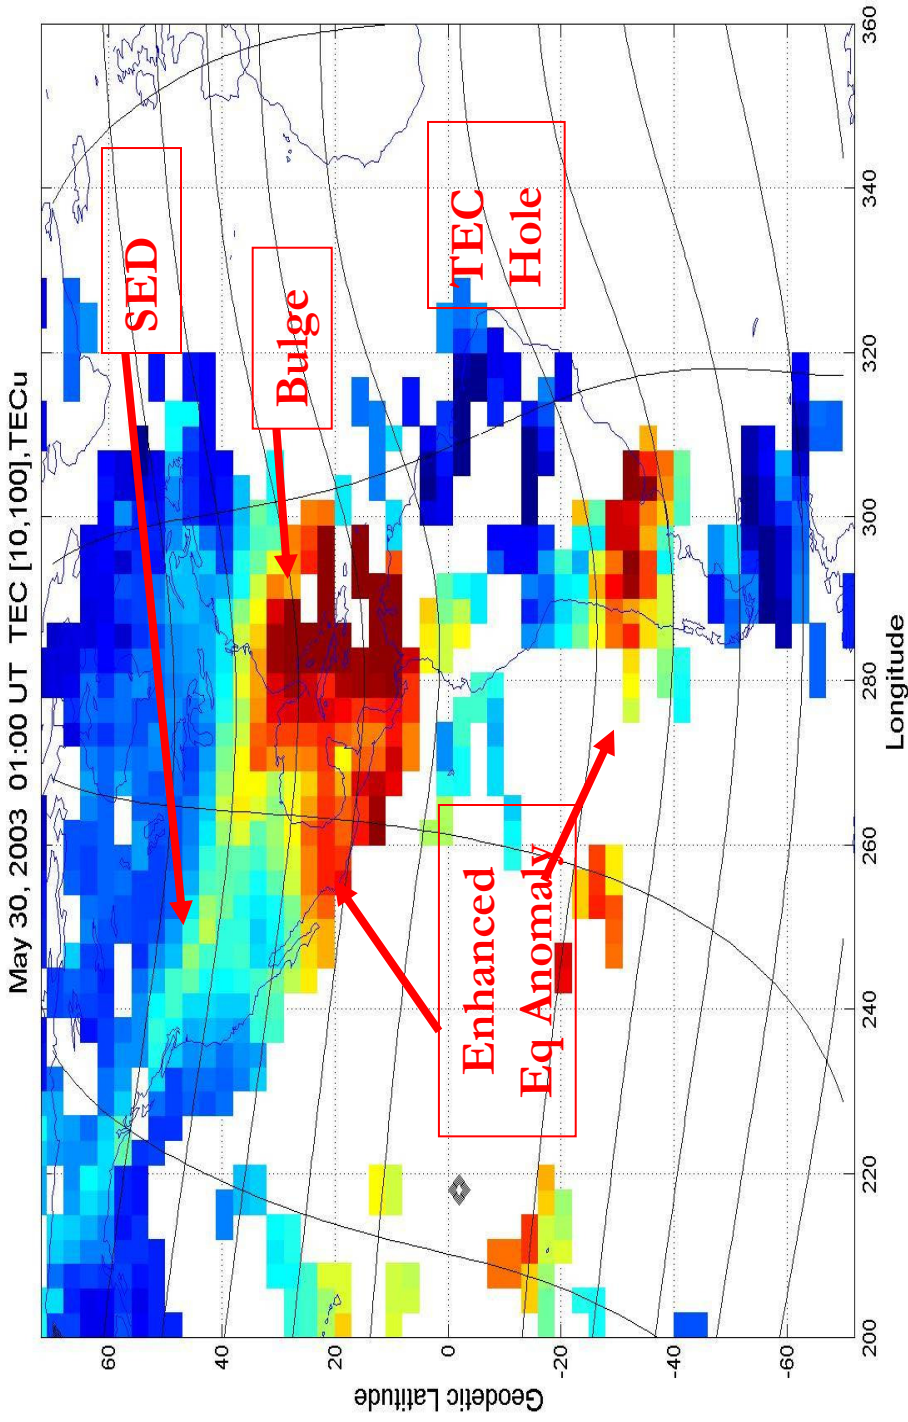 May 30, 2003 01:00 UT TEC [10,100],TECu
SED
Bulge
TEC
Hole
Enhanced
Eq Anomaly
Geodetic Latitude
60
40
20
0
-20
-40
-60
200
220
240
260
280
300
320
340
360
Longitude